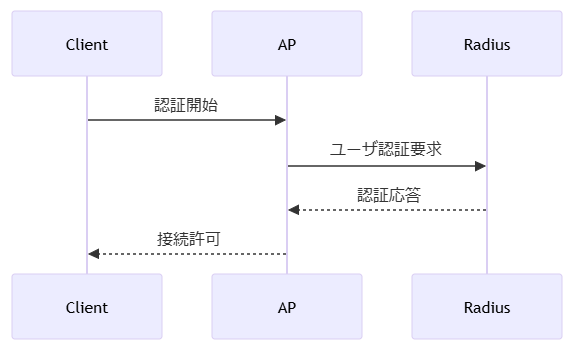 Client
AP
Radius
認証開始
ユーザ認証要求
認証応答
接続許可
Client
AP
Radius